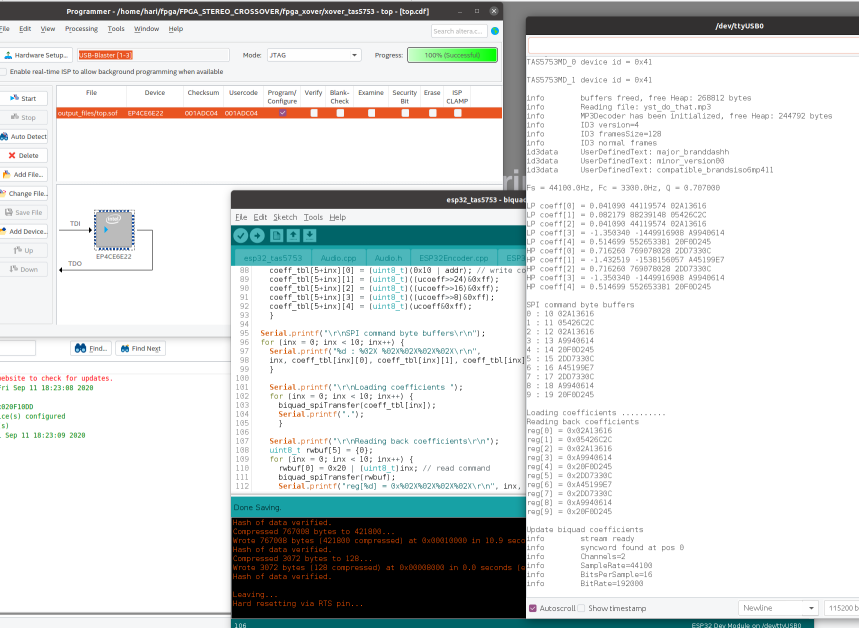 Programmer - /home/hari/fpga/FPGA_STEREO_CROSSOVER/fpga_xover/xover_tas5753 - top - [top.cdf]
File Edit View Processing Tools Window Help
Search altera.c...
Hardware Setup... USB-Blaster [1-3] Mode: JTAG Progress: 100% (Successful)
Enable real-time ISP to allow background programming when available
Start
Stop
Auto Detect
Delete
Add File...
Change File..
Save File
Add Device..
Up
Down
File Device Checksum Usercode Program/ Configure Verify Blank- Check Examine Security Bit Erase ISP CLAMP
output_files/top.sof EP4CE6E22 001ADC04 001ADC04
TDI
intel
EP4CE6E22
TDO
Find... Find Next
ebsite to check for updates.
Fri Sep 11 18:23:08 2020
x020F10DD
ice(s) configured
s)
Sep 11 18:23:09 2020
esp32_tas5753 - biquad
File Edit Sketch Tools Help
esp32_tas5753 Audio.cpp Audio.h ESP32Encoder.cpp ESP3
88 coeff_tbl[5+inx][0] = (uint8_t)(0x10 | addr); // write co
89 coeff_tbl[5+inx][1] = (uint8_t)((ucoeff>>24)&0xff);
90 coeff_tbl[5+inx][2] = (uint8_t)((ucoeff>>16)&0xff);
91 coeff_tbl[5+inx][3] = (uint8_t)((ucoeff>>8)&0xff);
92 coeff_tbl[5+inx][4] = (uint8_t)(ucoeff&0xff);
93 }
94
95 Serial.printf("\r\nSPI command byte buffers\r\n");
96 for (inx = 0; inx < 10; inx++) {
97 Serial.printf("%d : %02X %02X%02X%02X%02X\r\n",
98 inx, coeff_tbl[inx][0], coeff_tbl[inx][1], coeff_tbl[inx]
99 }
100
101 Serial.printf("\r\nLoading coefficients ");
102 for (inx = 0; inx < 10; inx++) {
103 biquad_spiTransfer(coeff_tbl[inx]);
104 Serial.printf(".");
105 }
106
107 Serial.printf("\r\nReading back coefficients\r\n");
108 uint8_t rwbuf[5] = {0};
109 for (inx = 0; inx < 10; inx++) {
110 rwbuf[0] = 0x20 | (uint8_t)inx; // read command
111 biquad_spiTransfer(rwbuf);
112 Serial.printf("reg[%d] = 0x%02X%02X%02X%02X\r\n", inx,
Done Saving.
Hash of data verified.
Compressed 767008 bytes to 421800...
Wrote 767008 bytes (421800 compressed) at 0x00010000 in 10.9 seco
Hash of data verified.
Compressed 3072 bytes to 128...
Wrote 3072 bytes (128 compressed) at 0x00008000 in 0.0 seconds (e
Hash of data verified.
Leaving...
Hard resetting via RTS pin...
106 ESP32 Dev Module on /dev/ttyUSB0
/dev/ttyUSB0
TAS5753MD_0 device id = 0x41
TAS5753MD_1 device id = 0x41
info buffers freed, free Heap: 268812 bytes
info Reading file: yst_do_that.mp3
info MP3Decoder has been initialized, free Heap: 244792 bytes
info ID3 version=4
info ID3 framesSize=128
info ID3 normal frames
id3data UserDefinedText: major_branddashh
id3data UserDefinedText: minor_version00
id3data UserDefinedText: compatible_brandsiso6mp411
Fs = 44100.0Hz, Fc = 3300.0Hz, Q = 0.707000
LP coeff[0] = 0.041090 44119574 02A13616
LP coeff[1] = 0.082179 88239148 05426C2C
LP coeff[2] = 0.041090 44119574 02A13616
LP coeff[3] = -1.350340 -1449916908 A9940614
LP coeff[4] = 0.514699 552653381 20F0D245
HP coeff[0] = 0.716260 769078028 2DD7330C
HP coeff[1] = -1.432519 -1538156057 A45199E7
HP coeff[2] = 0.716260 769078028 2DD7330C
HP coeff[3] = -1.350340 -1449916908 A9940614
HP coeff[4] = 0.514699 552653381 20F0D245
SPI command byte buffers
0 : 10 02A13616
1 : 11 05426C2C
2 : 12 02A13616
3 : 13 A9940614
4 : 14 20F0D245
5 : 15 2DD7330C
6 : 16 A45199E7
7 : 17 2DD7330C
8 : 18 A9940614
9 : 19 20F0D245
Loading coefficients ..........
Reading back coefficients
reg[0] = 0x02A13616
reg[1] = 0x05426C2C
reg[2] = 0x02A13616
reg[3] = 0xA9940614
reg[4] = 0x20F0D245
reg[5] = 0x2DD7330C
reg[6] = 0xA45199E7
reg[7] = 0x2DD7330C
reg[8] = 0xA9940614
reg[9] = 0x20F0D245
Update biquad coefficients
info stream ready
info syncword found at pos 0
info Channels=2
info SampleRate=44100
info BitsPerSample=16
info BitRate=192000
Autoscroll Show timestamp Newline 115200 b